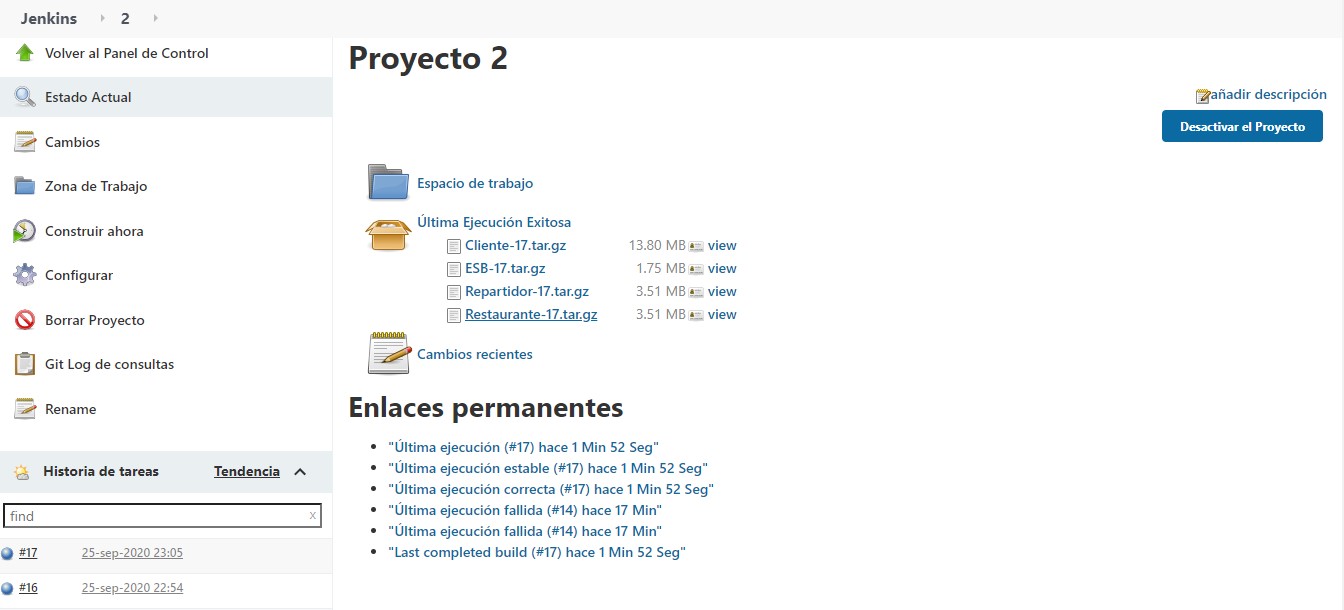 Jenkins 2
Volver al Panel de Control
Estado Actual
Cambios
Zona de Trabajo
Construir ahora
Configurar
Borrar Proyecto
Git Log de consultas
Rename
Historia de tareas Tendencia
find x
#17 25-sep-2020 23:05
#16 25-sep-2020 22:54
Proyecto 2
añadir descripción
Desactivar el Proyecto
Espacio de trabajo
Última Ejecución Exitosa
Cliente-17.tar.gz 13.80 MB view
ESB-17.tar.gz 1.75 MB view
Repartidor-17.tar.gz 3.51 MB view
Restaurante-17.tar.gz 3.51 MB view
Cambios recientes
Enlaces permanentes
"Última ejecución (#17) hace 1 Min 52 Seg"
"Última ejecución estable (#17) hace 1 Min 52 Seg"
"Última ejecución correcta (#17) hace 1 Min 52 Seg"
"Última ejecución fallida (#14) hace 17 Min"
"Última ejecución fallida (#14) hace 17 Min"
"Last completed build (#17) hace 1 Min 52 Seg"